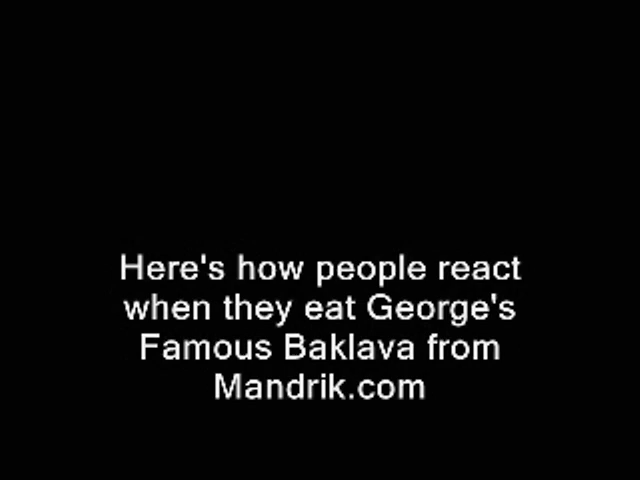 Here's how people react
when they eat George's
Famous Baklava from
Mandrik.com